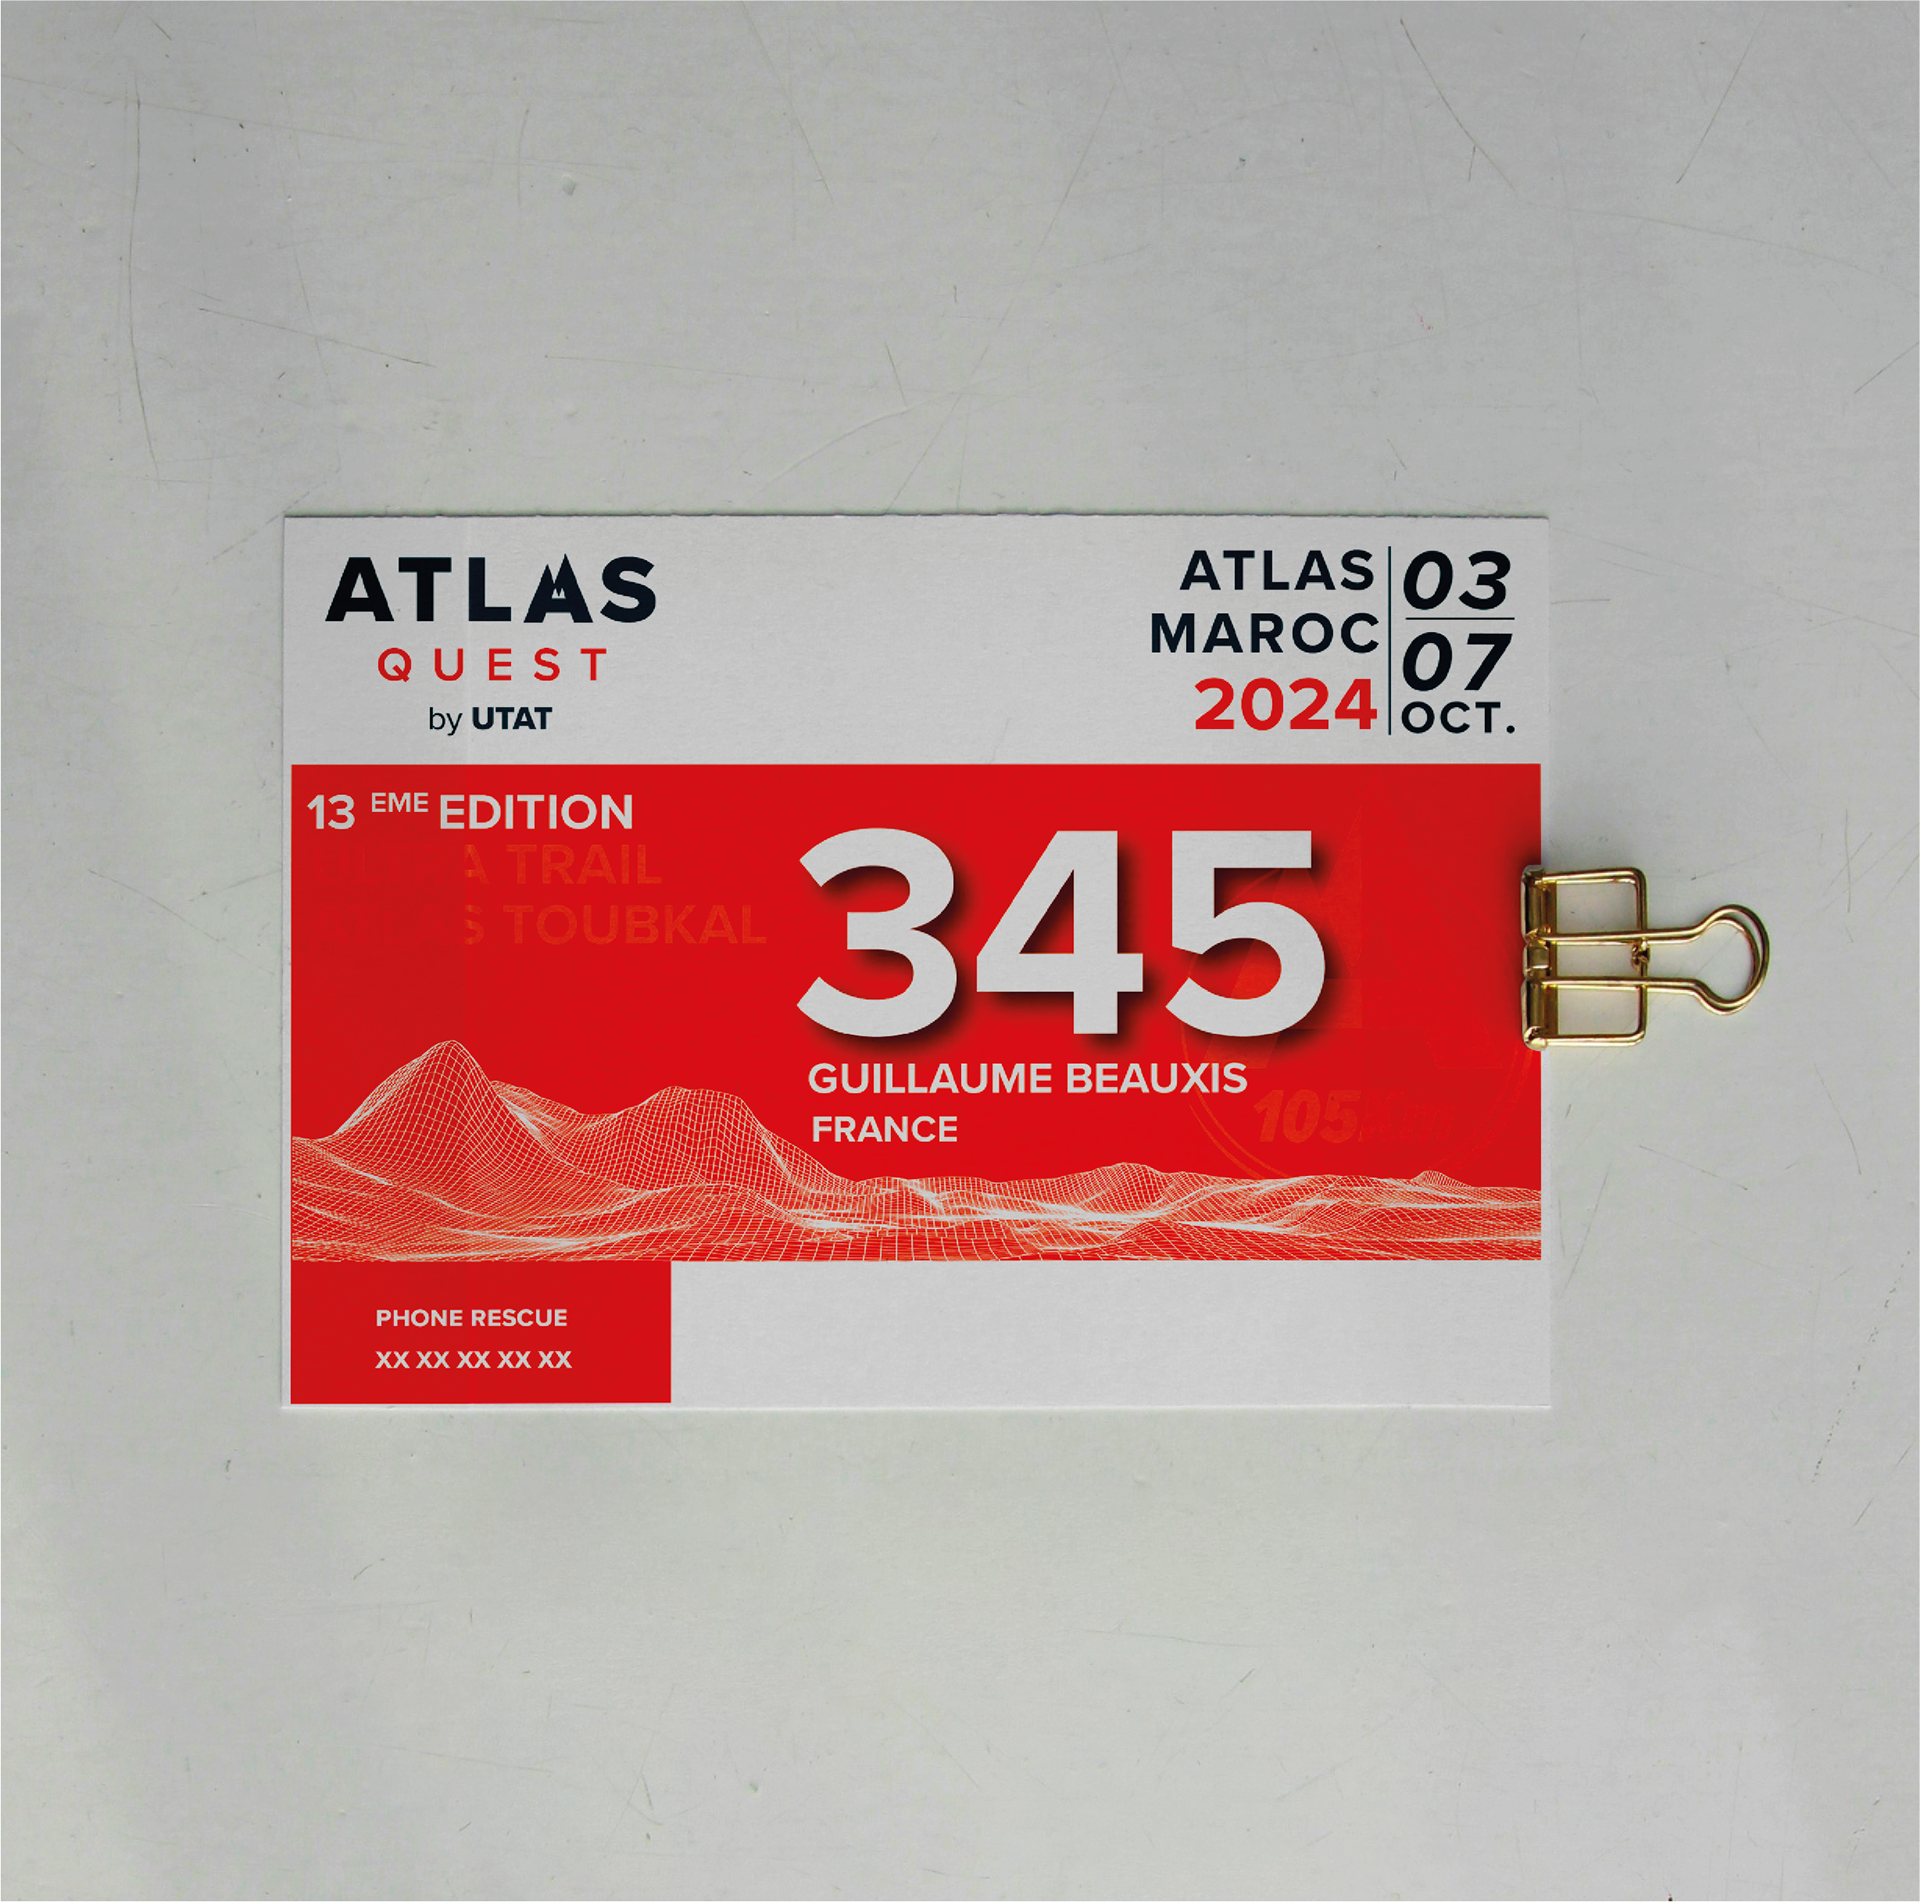 ATLAS
QUEST
by UTAT
ATLAS
MAROC
2024
03
07
OCT.
13 EME EDITION
A TRAIL
S TOUBKAL
345
GUILLAUME BEAUXIS
FRANCE
105
PHONE RESCUE
XX XX XX XX XX